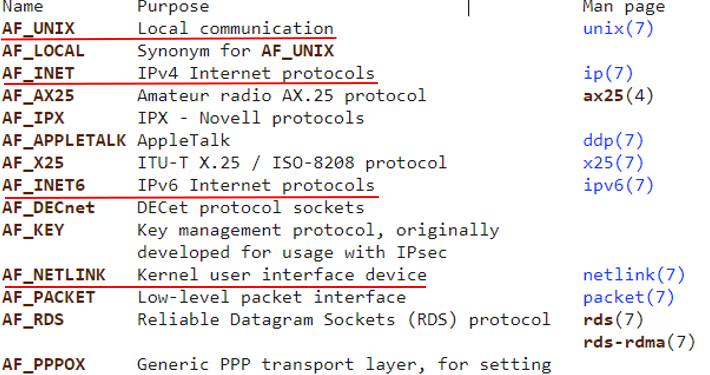 Name Purpose Man page
AF_UNIX Local communication unix(7)
AF_LOCAL Synonym for AF_UNIX
AF_INET IPv4 Internet protocols ip(7)
AF_AX25 Amateur radio AX.25 protocol ax25(4)
AF_IPX IPX - Novell protocols
AF_APPLETALK AppleTalk ddp(7)
AF_X25 ITU-T X.25 / ISO-8208 protocol x25(7)
AF_INET6 IPv6 Internet protocols ipv6(7)
AF_DECnet DECet protocol sockets
AF_KEY Key management protocol, originally
developed for usage with IPsec
AF_NETLINK Kernel user interface device netlink(7)
AF_PACKET Low-level packet interface packet(7)
AF_RDS Reliable Datagram Sockets (RDS) protocol rds(7)
rds-rdma(7)
AF_PPPOX Generic PPP transport layer, for setting